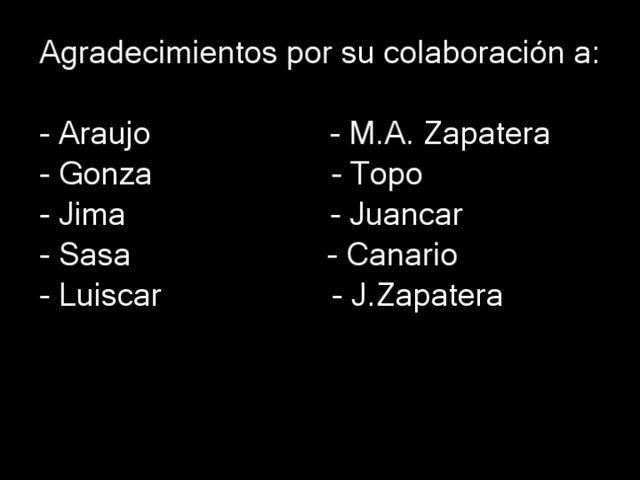 Agradecimientos por su colaboración a:
- Araujo - M.A. Zapatera
- Gonza - Topo
- Jima - Juancar
- Sasa - Canario
- Luiscar - J.Zapatera